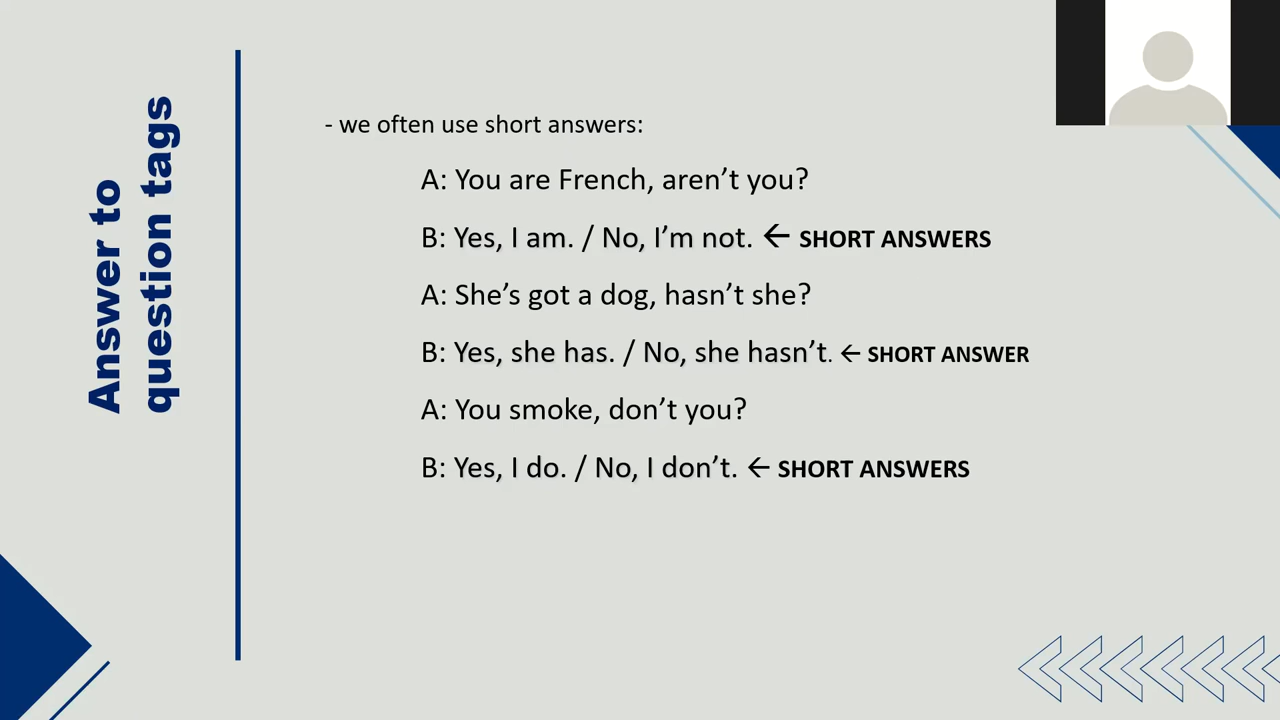 Answer to
question tags
- we often use short answers:
A: You are French, aren’t you?
B: Yes, I am. / No, I’m not. ← SHORT ANSWERS
A: She’s got a dog, hasn’t she?
B: Yes, she has. / No, she hasn’t. ← SHORT ANSWER
A: You smoke, don’t you?
B: Yes, I do. / No, I don’t. ← SHORT ANSWERS